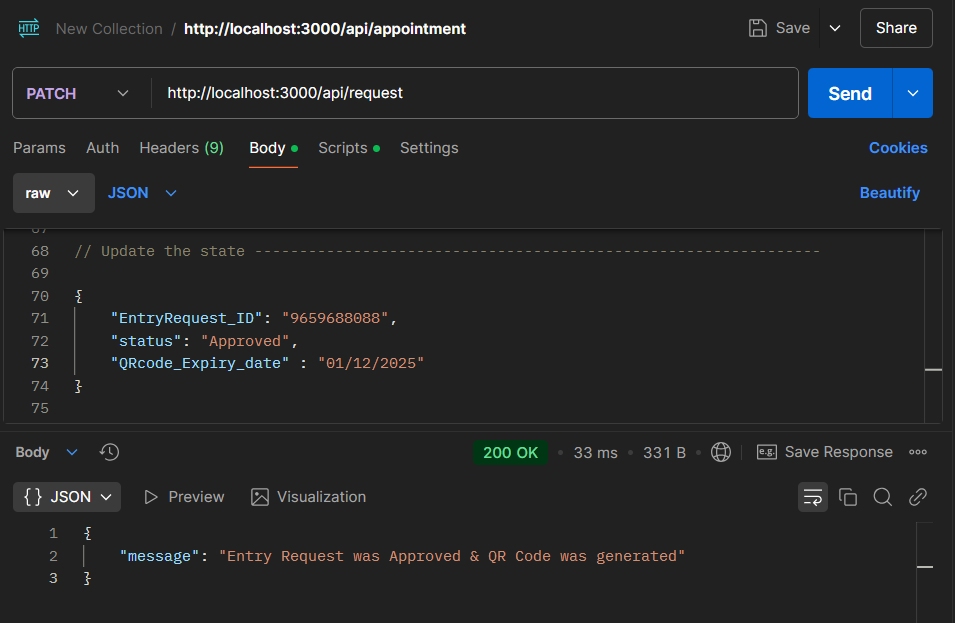 HTTP New Collection / http://localhost:3000/api/appointment Save Share
PATCH http://localhost:3000/api/request Send
Params Auth Headers (9) Body Scripts Settings Cookies
raw JSON Beautify
67
68 // Update the state ---------------------------------------------------------------
69
70 {
71 "EntryRequest_ID": "9659688088",
72 "status": "Approved",
73 "QRcode_Expiry_date" : "01/12/2025"
74 }
75
Body 200 OK • 33 ms • 331 B • e.g. Save Response
{} JSON Preview Visualization
1 {
2 "message": "Entry Request was Approved & QR Code was generated"
3 }